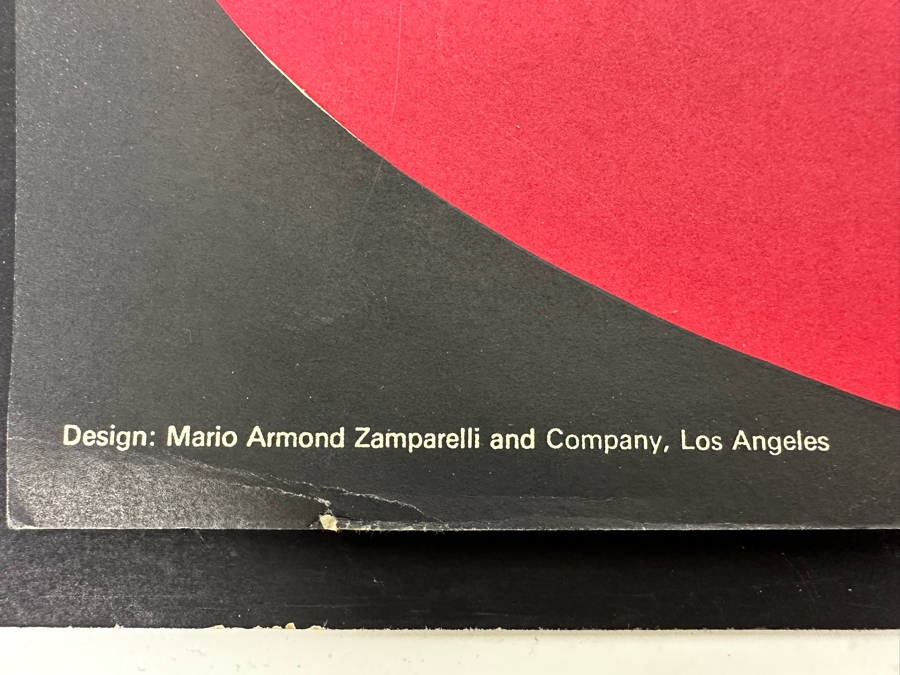 Design: Mario Armond Zamparelli and Company, Los Angeles